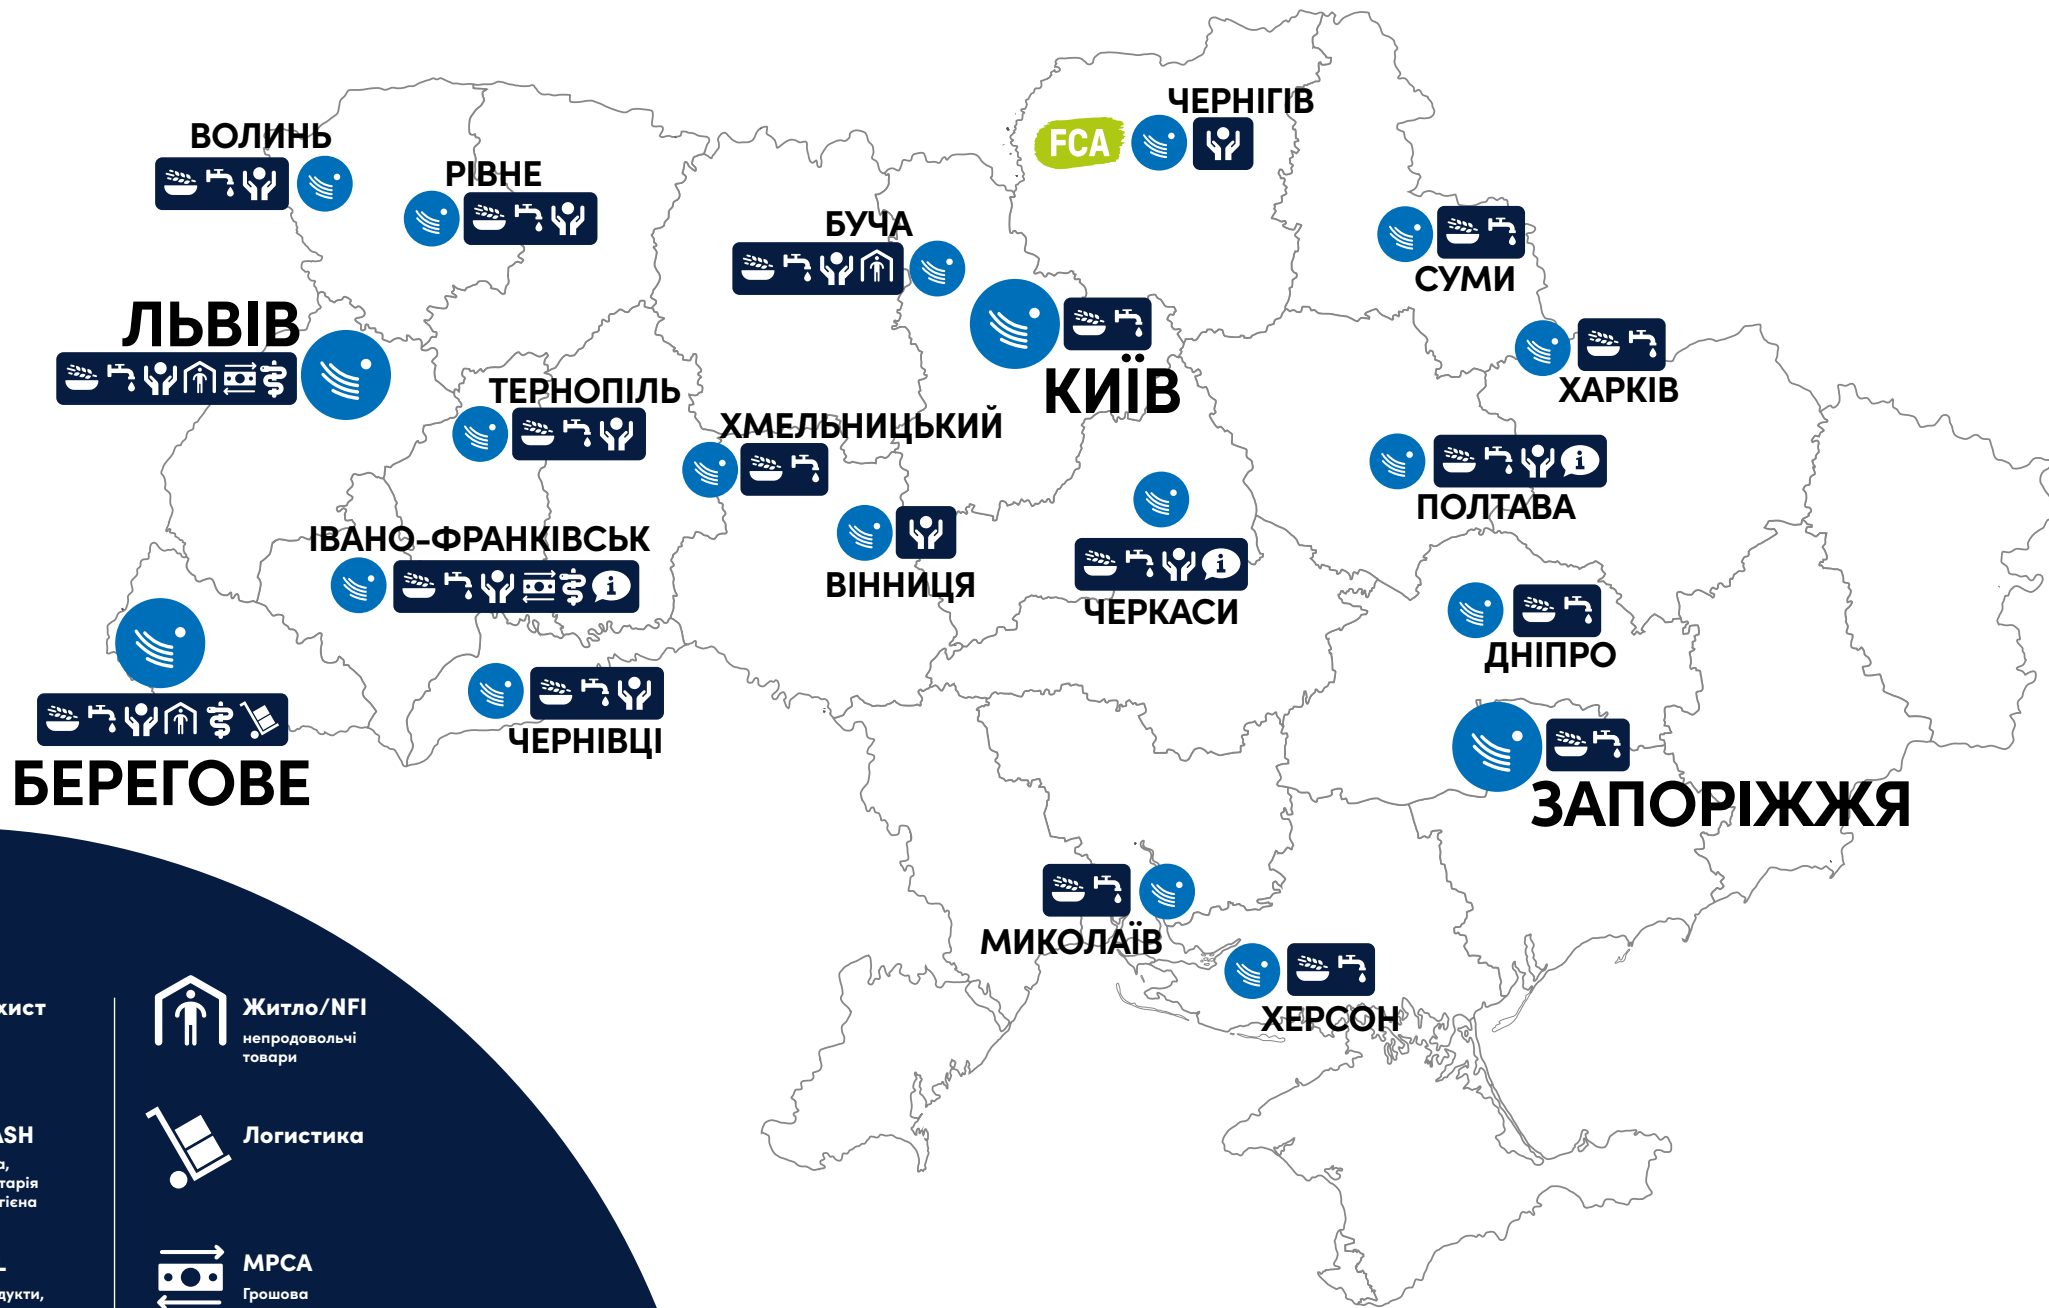 ЧЕРНІГІВ
FCA
ВОЛИНЬ
РІВНЕ
БУЧА
СУМИ
ЛЬВІВ
КИЇВ
ХАРКІВ
ТЕРНОПІЛЬ
ХМЕЛЬНИЦЬКИЙ
ПОЛТАВА
ІВАНО-ФРАНКІВСЬК
ВІННИЦЯ
ЧЕРКАСИ
ДНІПРО
ЧЕРНІВЦІ
БЕРЕГОВЕ
ЗАПОРІЖЖЯ
МИКОЛАЇВ
ХЕРСОН
Житло/NFI
непродовольчі
товари
Логистика
МРСА
Грошова